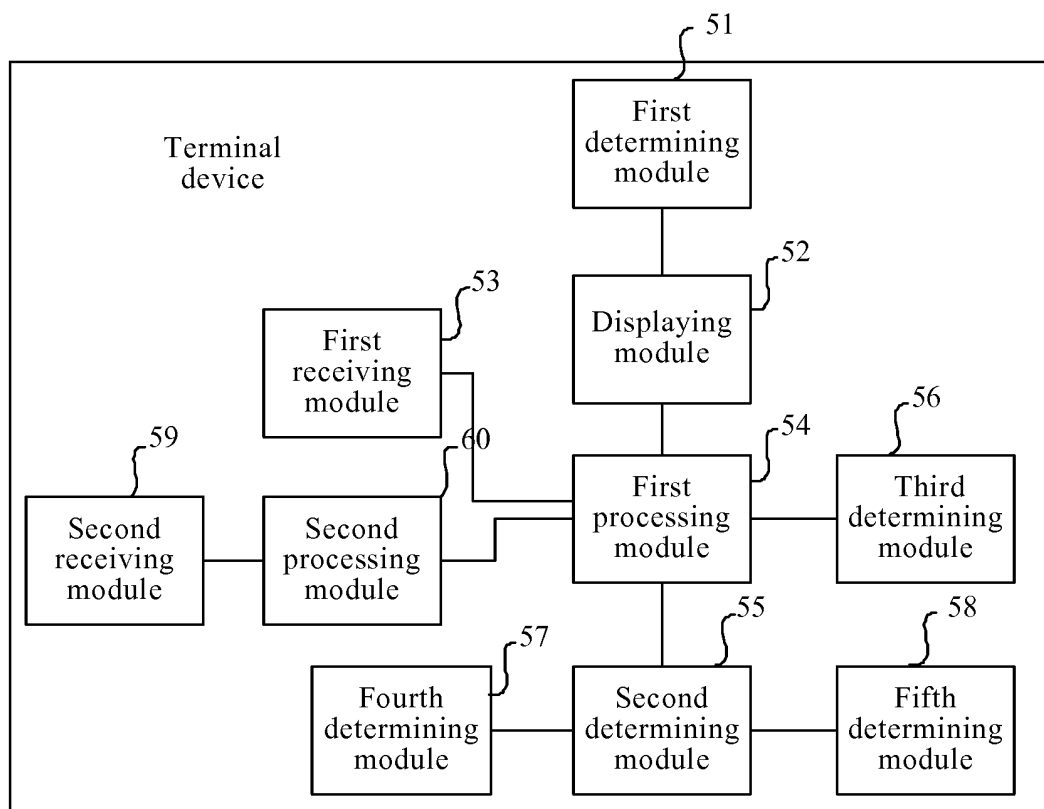 51
Terminal
device
First
determining
module
52
Displaying
module
53
First
receiving
module
54
First
processing
module
56
Third
determining
module
59
Second
receiving
module
60
Second
processing
module
57
Fourth
determining
module
55
Second
determining
module
58
Fifth
determining
module